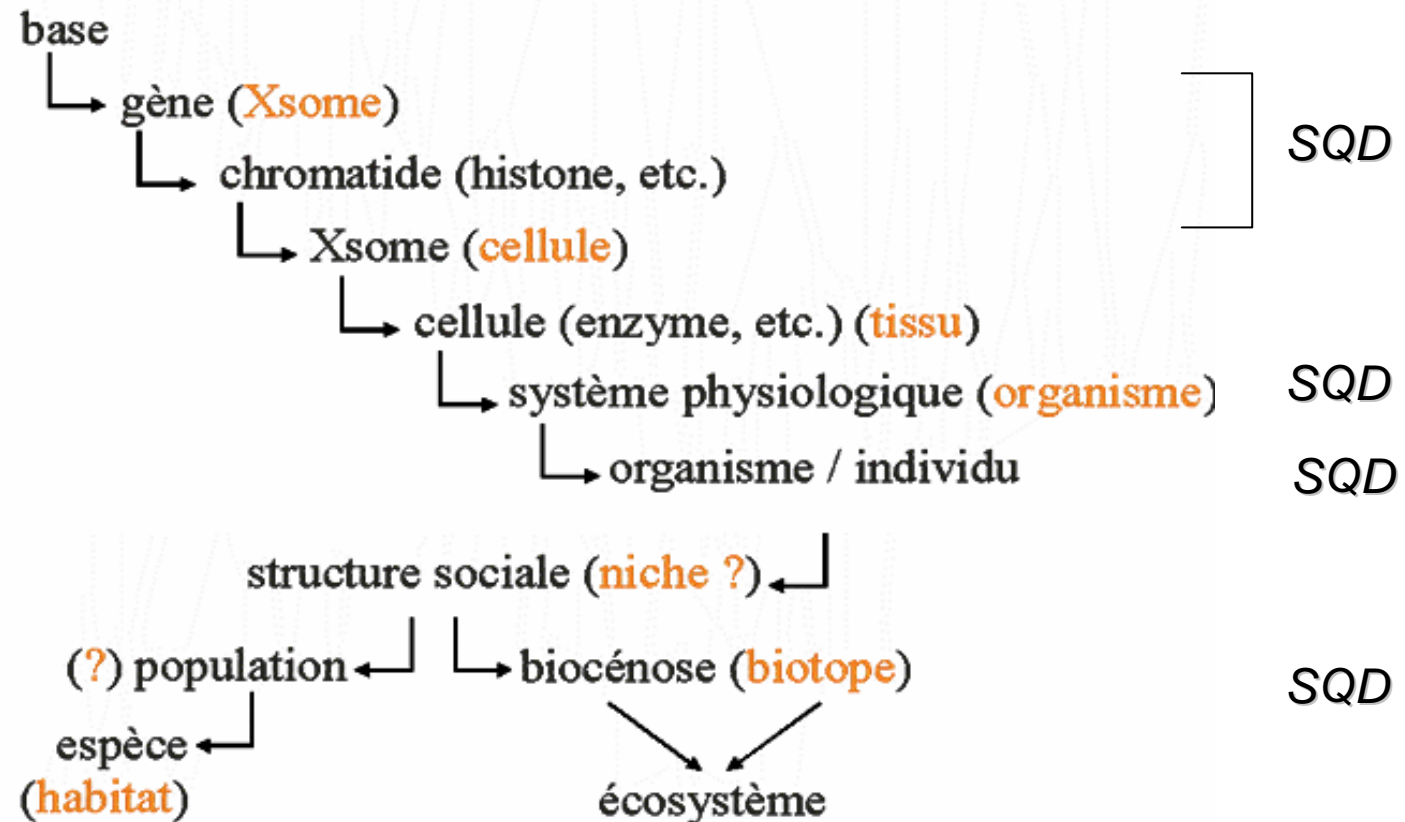 base
gène (Xsome)
SQD
chromatide (histone, etc.)
Xsome (cellule)
cellule (enzyme, etc.) (tissu)
système physiologique (organisme)
SQD
organisme / individu
SQD
structure sociale (niche ?)
(?) population
biocénose (biotope)
SQD
espèce
(habitat)
écosystème